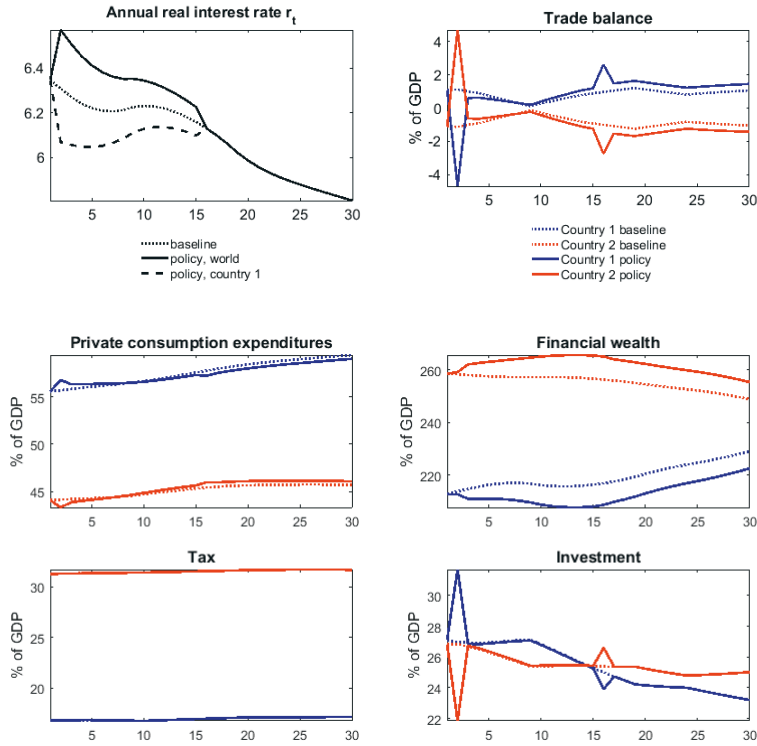 Annual real interest rate r_t
6.4
6.2
6
5 10 15 20 25 30
baseline
policy, world
policy, country 1
Trade balance
% of GDP
4
2
0
-2
-4
5 10 15 20 25 30
Country 1 baseline
Country 2 baseline
Country 1 policy
Country 2 policy
Private consumption expenditures
% of GDP
55
50
45
5 10 15 20 25 30
Financial wealth
% of GDP
260
240
220
5 10 15 20 25 30
Tax
% of GDP
30
25
20
5 10 15 20 25 30
Investment
% of GDP
30
28
26
24
22
5 10 15 20 25 30